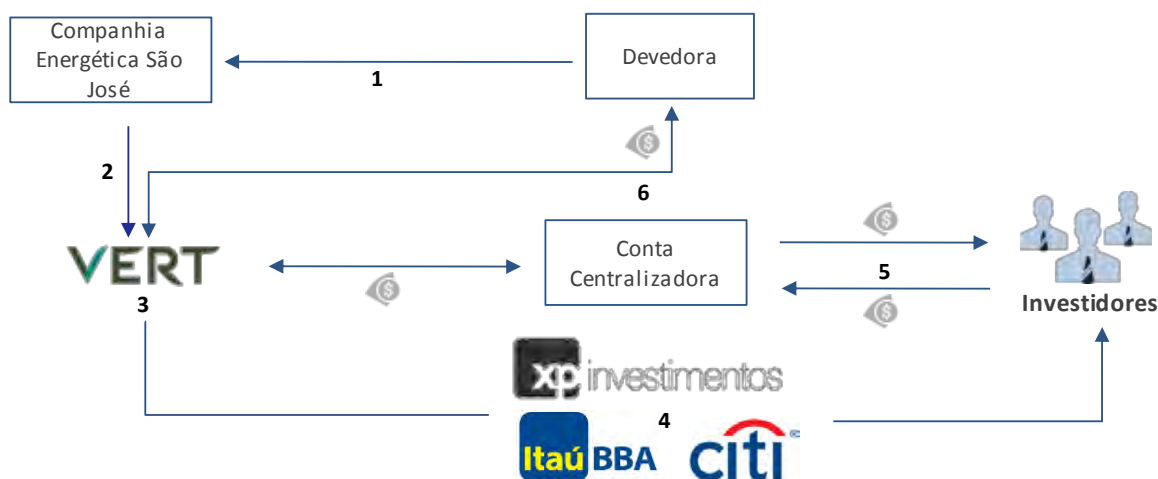 Companhia
Energética São
José
Devedora
1
2
6
VERT
3
Conta
Centralizadora
5
Investidores
xp investimentos
4
Itaú BBA
citi